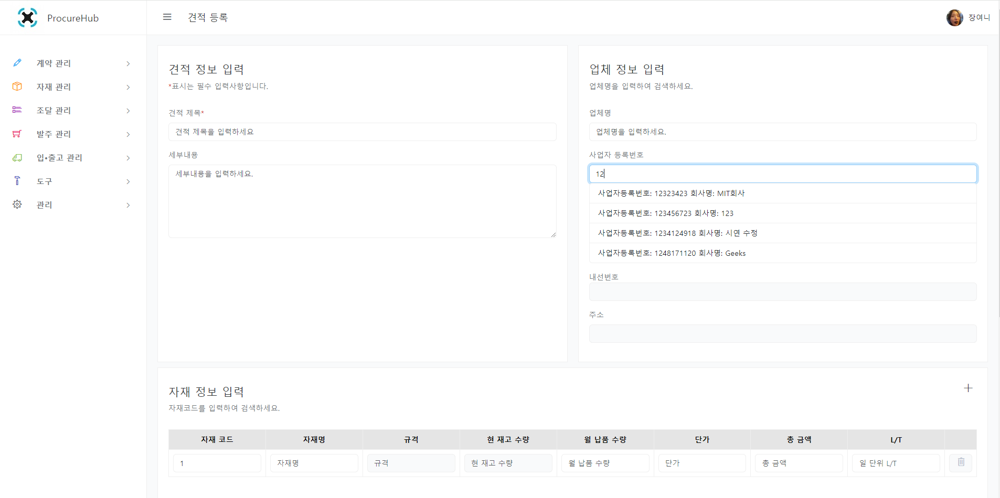 ProcureHub
견적 등록
장여니
계약 관리
자재 관리
조달 관리
발주 관리
입•출고 관리
도구
관리
견적 정보 입력
*표시는 필수 입력사항입니다.
견적 제목*
견적 제목을 입력하세요
세부내용
세부내용을 입력하세요.
업체 정보 입력
업체명을 입력하여 검색하세요.
업체명
업체명을 입력하세요.
사업자 등록번호
12
사업자등록번호: 12323423 회사명: MIT회사
사업자등록번호: 123456723 회사명: 123
사업자등록번호: 1234124918 회사명: 시연 수정
사업자등록번호: 1248171120 회사명: Geeks
내선번호
주소
자재 정보 입력
자재코드를 입력하여 검색하세요.
자재 코드 자재명 규격 현 재고 수량 월 납품 수량 단가 총 금액 L/T
1 자재명 규격 현 재고 수량 월 납품 수량 단가 총 금액 일 단위 L/T